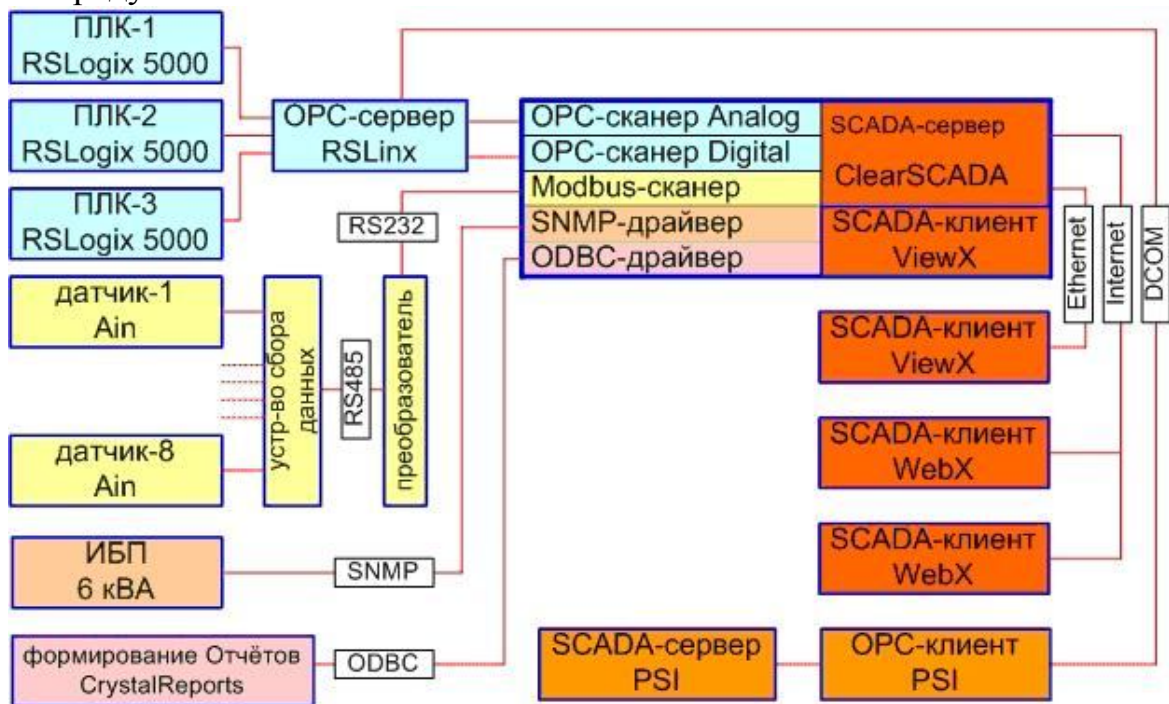 ПЛК-1
RSLogix 5000
ПЛК-2
RSLogix 5000
ПЛК-3
RSLogix 5000
OPC-сервер
RSLinx
OPC-сканер Analog
OPC-сканер Digital
Modbus-сканер
SNMP-драйвер
ODBC-драйвер
SCADA-сервер
ClearSCADA
SCADA-клиент
ViewX
RS232
датчик-1
Ain
датчик-8
Ain
устр-во сбора
данных
RS485
преобразователь
Ethernet
Internet
DCOM
SCADA-клиент
ViewX
SCADA-клиент
WebX
SCADA-клиент
WebX
ИБП
6 кВА
SNMP
формирование Отчётов
CrystalReports
ODBC
SCADA-сервер
PSI
OPC-клиент
PSI